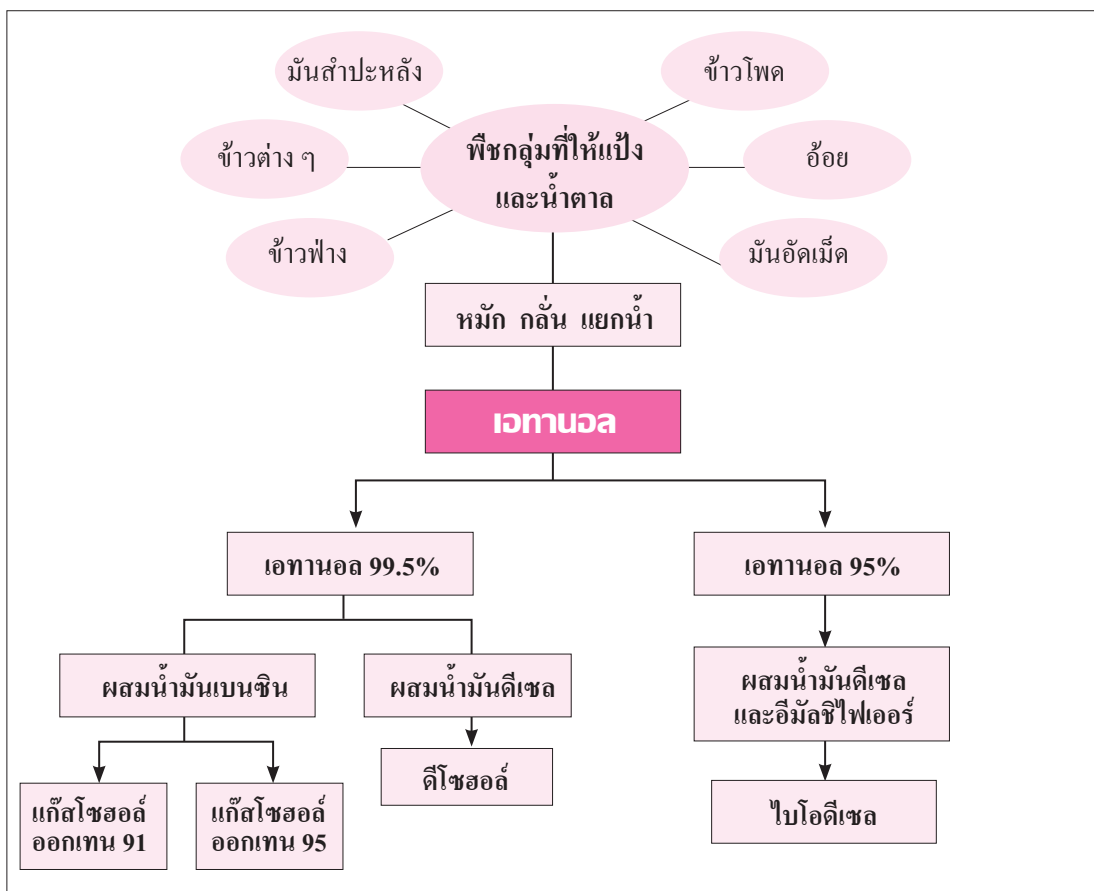 มันสำปะหลัง
ข้าวโพด
ข้าวต่าง ๆ
พืชกลุ่มที่ให้แป้ง
และน้ำตาล
อ้อย
ข้าวฟ่าง
มันอัดเม็ด
หมัก กลั่น แยกน้ำ
เอทานอล
เอทานอล 99.5%
เอทานอล 95%
ผสมน้ำมันเบนซิน
ผสมน้ำมันดีเซล
ผสมน้ำมันดีเซล
และอีมัลชิไฟเออร์
แก๊สโซฮอล์
ออกเทน 91
แก๊สโซฮอล์
ออกเทน 95
ดีโซฮอล์
ไบโอดีเซล